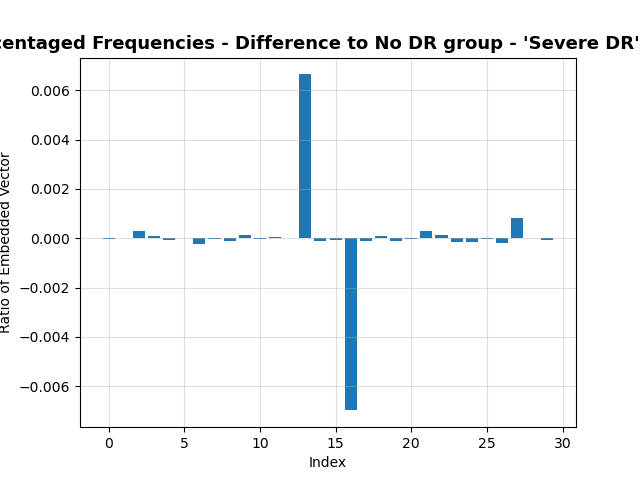 centaged Frequencies - Difference to No DR group - 'Severe DR'
0.006
0.004
0.002
0.000
−0.002
−0.004
−0.006
Ratio of Embedded Vector
0 5 10 15 20 25 30
Index